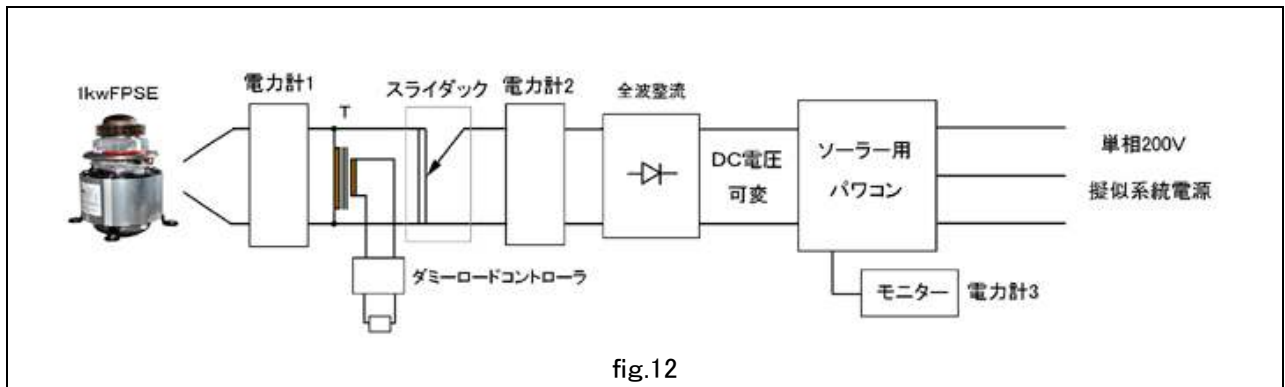 1kwFPSE
電力計1
T
スライダック
電力計2
全波整流
DC電圧
可変
ソーラー用
パワコン
単相200V
擬似系統電源
ダミーロードコントローラ
モニター
電力計3
fig.12